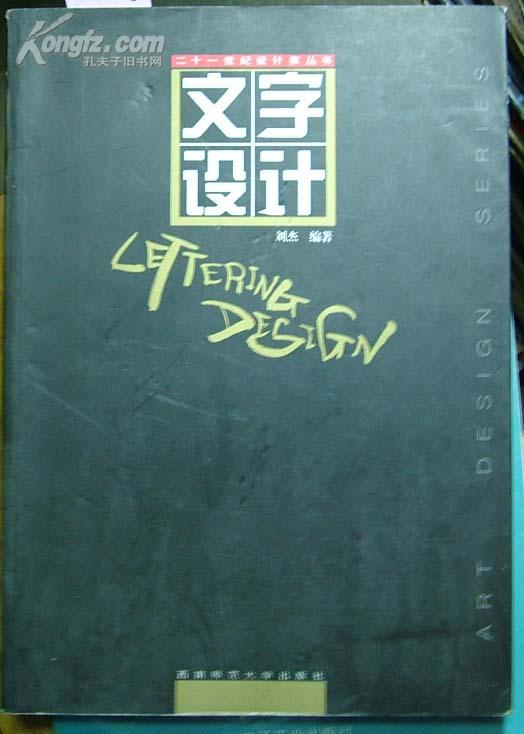 Kongfz.com
孔夫子旧书网
二十一世纪设计家丛书
文字
设计
刘杰 编著
LETTERING
DESIGN
ART DESIGN SERIES
西南师范大学出版社